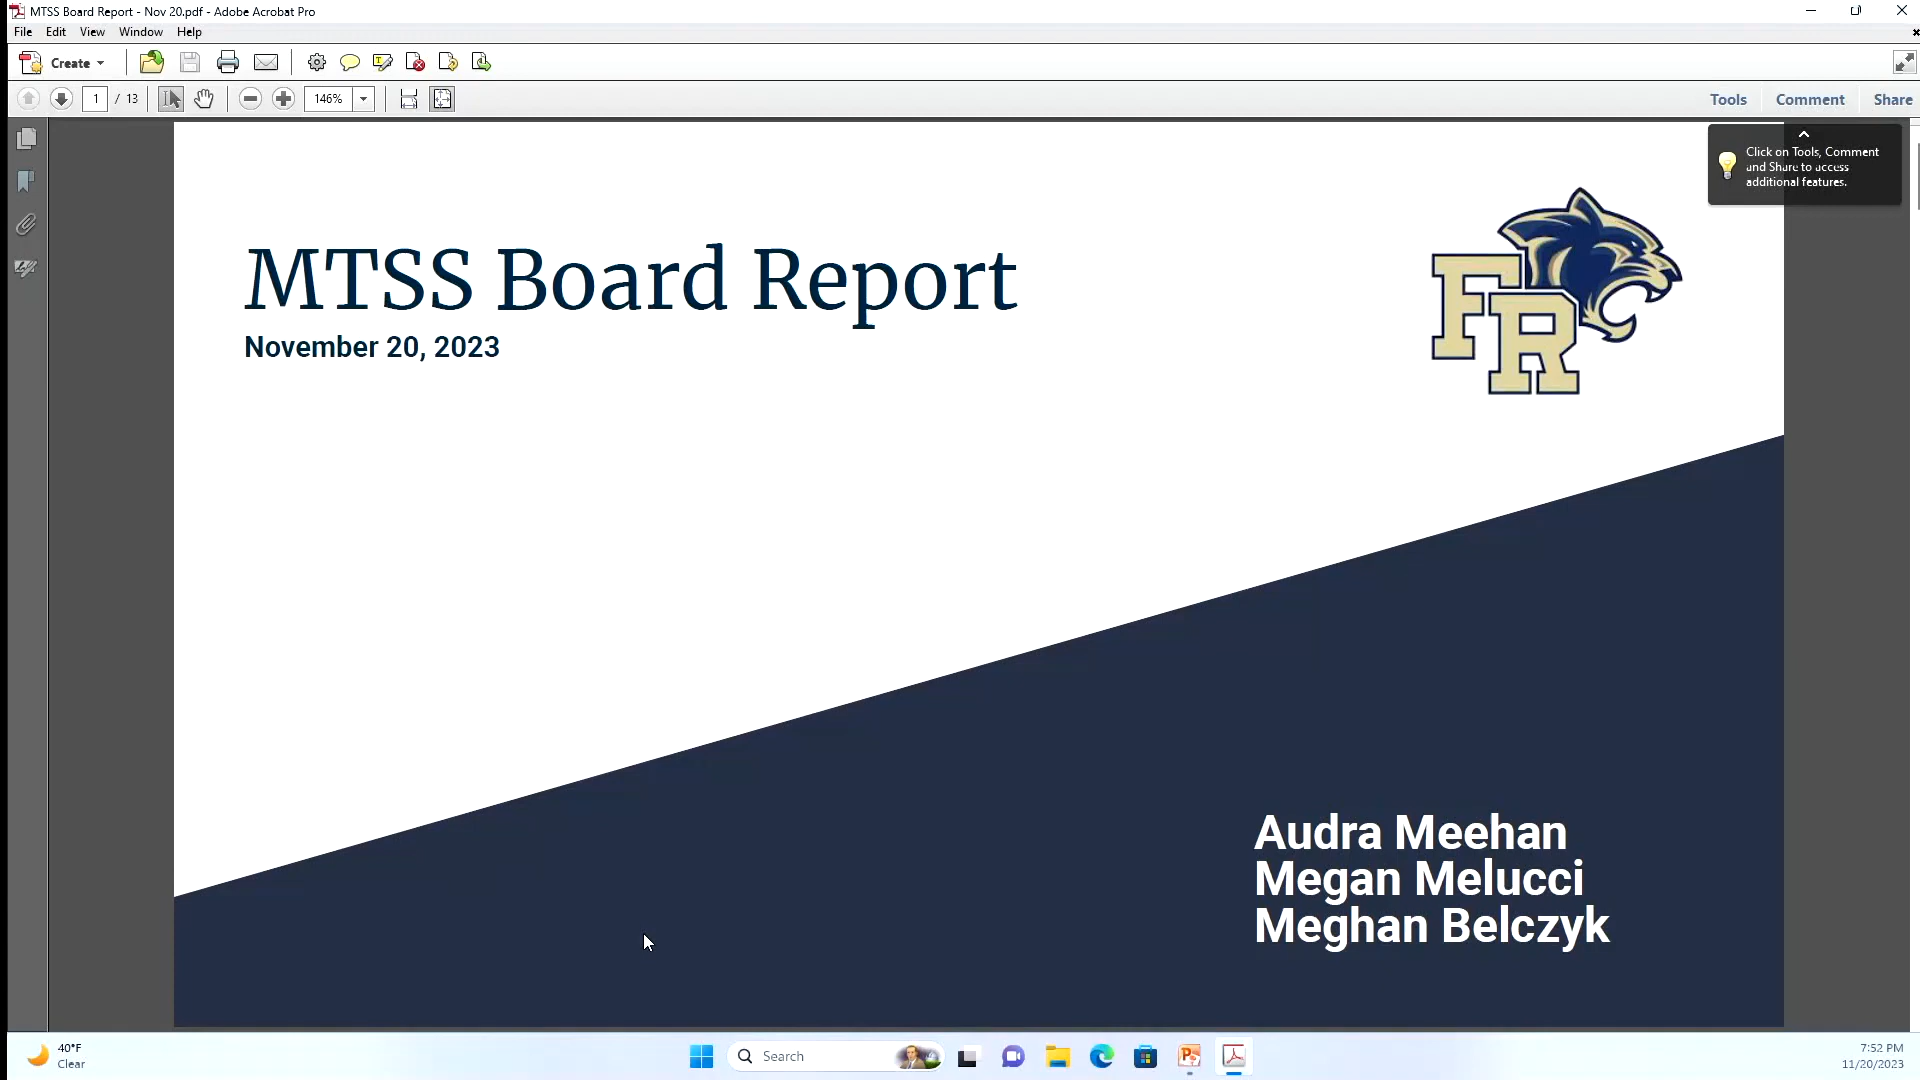 MTSS Board Report - Nov 20.pdf - Adobe Acrobat Pro
File Edit View Window Help
Create
1 / 13 146% Tools Comment Share
Click on Tools, Comment
and Share to access
additional features.
MTSS Board Report
November 20, 2023
FR
Audra Meehan
Megan Melucci
Meghan Belczyk
40°F
Clear
Search
7:52 PM
11/20/2023